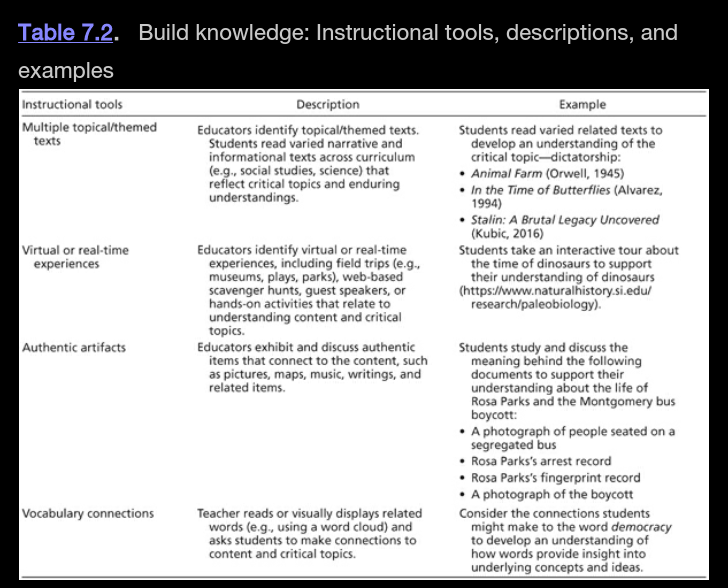 Table 7.2. Build knowledge: Instructional tools, descriptions, and
examples
Instructional tools Description Example
Multiple topical/themed
texts
Educators identify topical/themed texts.
Students read varied narrative and
informational texts across curriculum
(e.g., social studies, science) that
reflect critical topics and enduring
understandings.
Students read varied related texts to
develop an understanding of the
critical topic—dictatorship:
• Animal Farm (Orwell, 1945)
• In the Time of Butterflies (Alvarez,
1994)
• Stalin: A Brutal Legacy Uncovered
(Kubic, 2016)
Virtual or real-time
experiences
Educators identify virtual or real-time
experiences, including field trips (e.g.,
museums, plays, parks), web-based
scavenger hunts, guest speakers, or
hands-on activities that relate to
understanding content and critical
topics.
Students take an interactive tour about
the time of dinosaurs to support
their understanding of dinosaurs
(https://www.naturalhistory.si.edu/
research/paleobiology).
Authentic artifacts
Educators exhibit and discuss authentic
items that connect to the content, such
as pictures, maps, music, writings, and
related items.
Students study and discuss the
meaning behind the following
documents to support their
understanding about the life of
Rosa Parks and the Montgomery bus
boycott:
• A photograph of people seated on a
segregated bus
• Rosa Parks's arrest record
• Rosa Parks's fingerprint record
• A photograph of the boycott
Vocabulary connections
Teacher reads or visually displays related
words (e.g., using a word cloud) and
asks students to make connections to
content and critical topics.
Consider the connections students
might make to the word democracy
to develop an understanding of
how words provide insight into
underlying concepts and ideas.